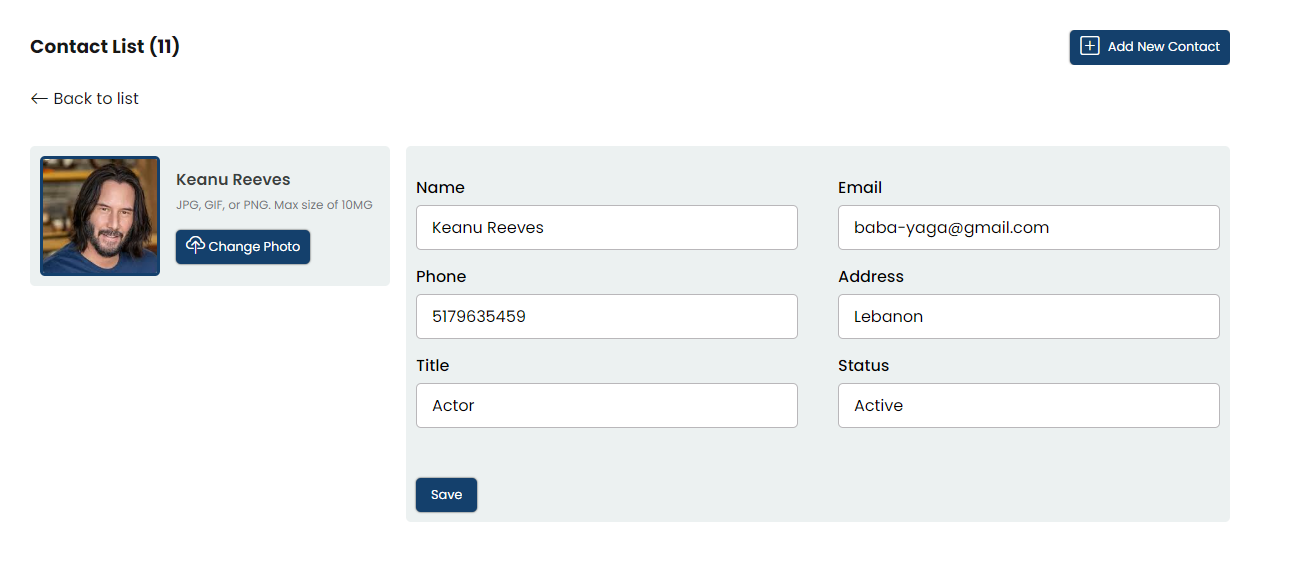 Contact List (11)
Add New Contact
Back to list
Keanu Reeves
JPG, GIF, or PNG. Max size of 10MG
Change Photo
Name
Email
Keanu Reeves
baba-yaga@gmail.com
Phone
Address
5179635459
Lebanon
Title
Status
Actor
Active
Save